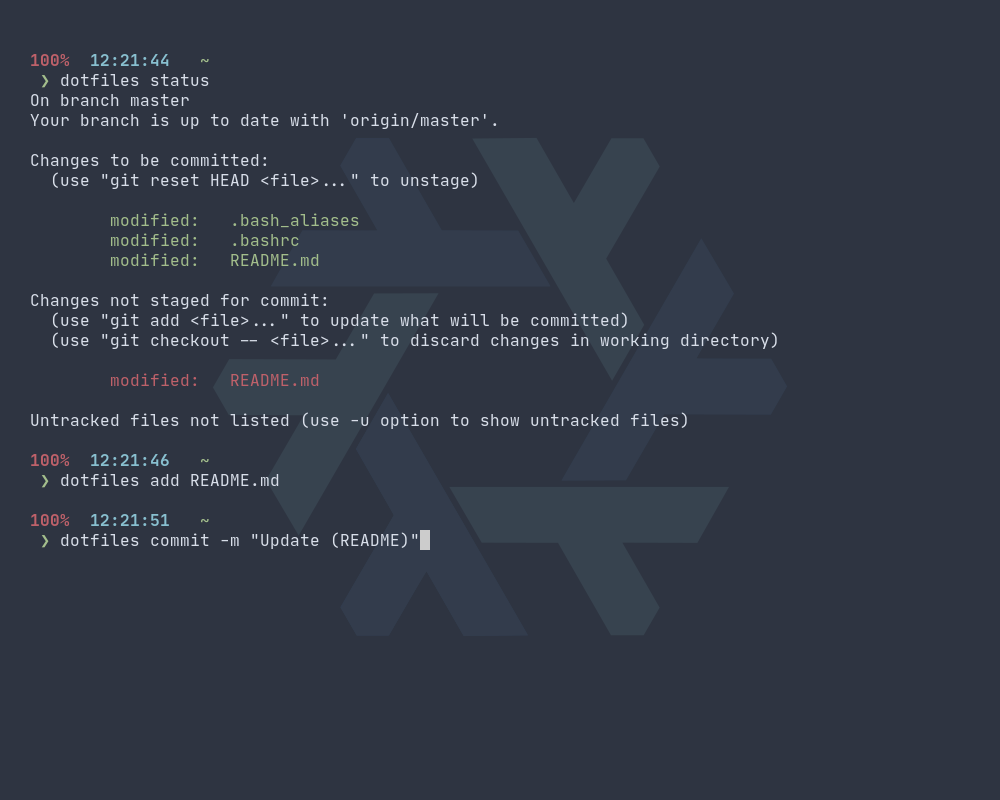 100%  12:21:44   ~
 ❯ dotfiles status
On branch master
Your branch is up to date with 'origin/master'.
Changes to be committed:
  (use "git reset HEAD <file>..." to unstage)
        modified:   .bash_aliases
        modified:   .bashrc
        modified:   README.md
Changes not staged for commit:
  (use "git add <file>..." to update what will be committed)
  (use "git checkout -- <file>..." to discard changes in working directory)
        modified:   README.md
Untracked files not listed (use -u option to show untracked files)
100%  12:21:46   ~
 ❯ dotfiles add README.md
100%  12:21:51   ~
 ❯ dotfiles commit -m "Update (README)"